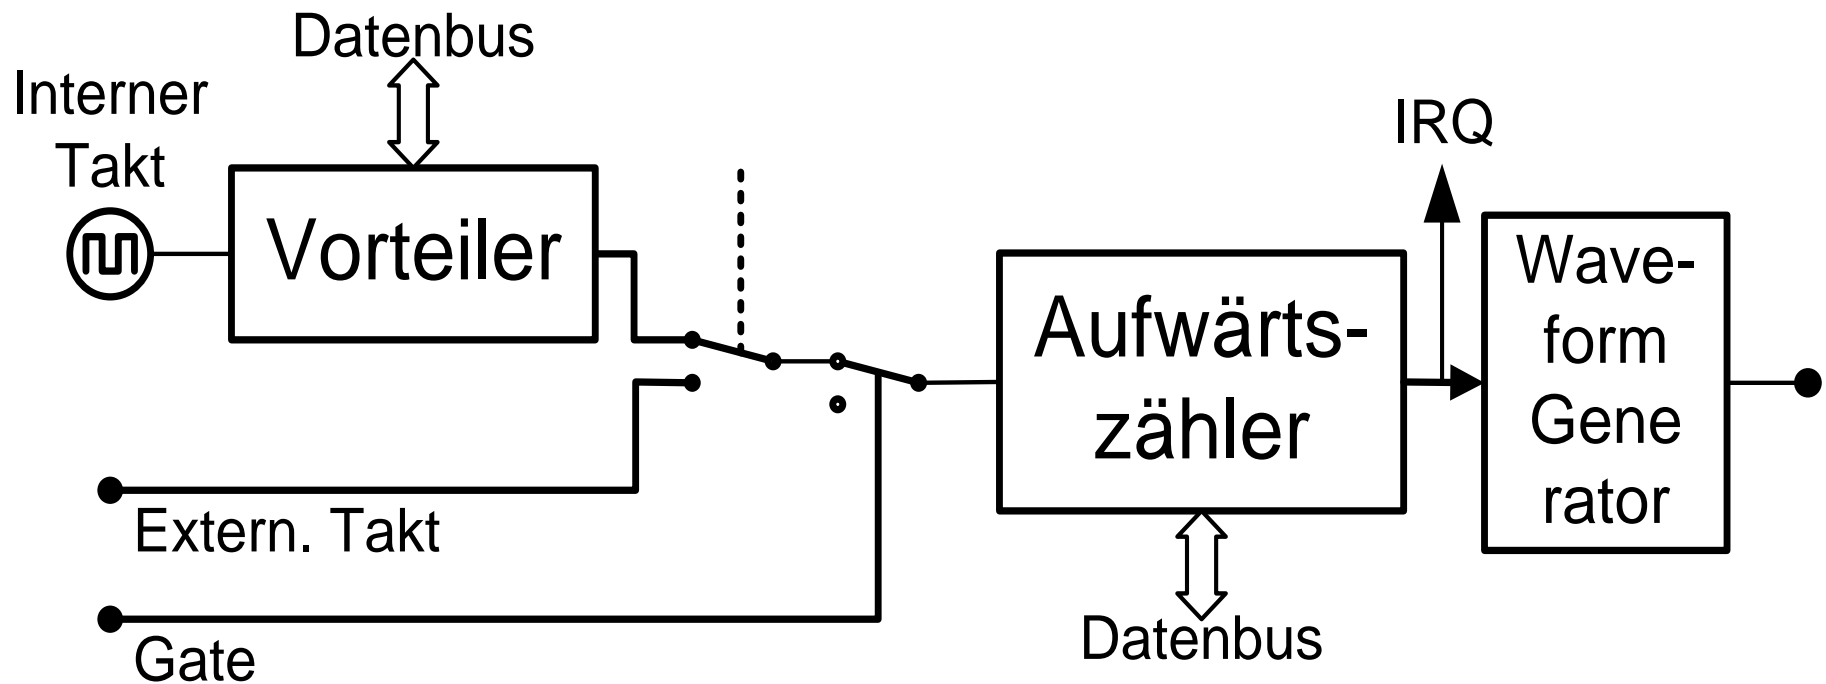 Datenbus
Interner
Takt
Vorteiler
IRQ
Wave-
form
Gene
rator
Aufwärts-
zähler
Extern. Takt
Datenbus
Gate